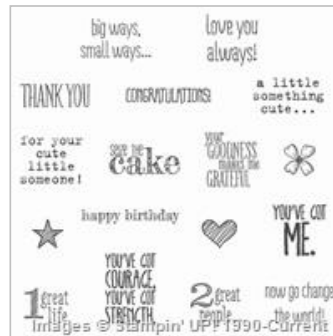 big ways,
small ways...
love you
always!
THANK YOU
CONGRATULATIONS!
a little
something
cute...
for your
cute
little
someone!
save the
cake
YOUR
GOODNESS
MAKES ME
GRATEFUL
happy birthday
YOU'VE GOT
ME.
1 great
life
YOU'VE GOT
COURAGE,
YOU'VE GOT
STRENGTH,
2 great
people
now go change
the world!
Images © Stampin' UP! 1990-Current